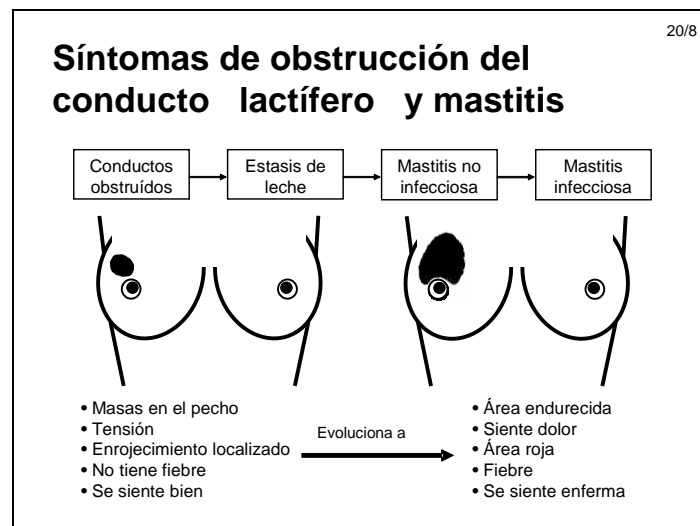 20/8
Síntomas de obstrucción del
conducto lactífero y mastitis
Conductos
obstruídos
Estasis de
leche
Mastitis no
infecciosa
Mastitis
infecciosa
• Masas en el pecho
• Tensión
• Enrojecimiento localizado
• No tiene fiebre
• Se siente bien
Evoluciona a
• Área endurecida
• Siente dolor
• Área roja
• Fiebre
• Se siente enferma